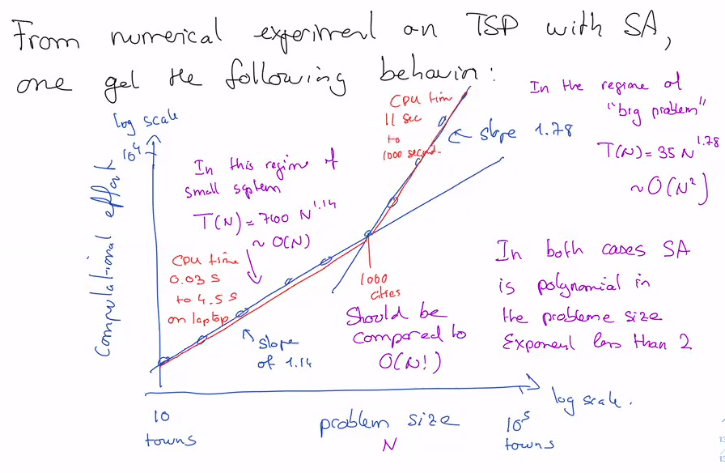 From numerical experiment on TSP with SA,
one get the following behavior:
log scale
10^4
Computational effort
In this regime of
small system
T(N) = 700 N^1.14
~ O(N)
CPU time
0.03 s
to 4.5 s
on laptop
slope
of 1.14
CPU time
11 sec
to
1000 second.
slope 1.78
In the regime of
"big problem"
T(N) = 35 N^1.78
~ O(N^2)
1000
cities
Should be
compared to
O(N!)
In both cases SA
is polynomial in
the probleme size
Exponent less than 2
10
towns
problem size
N
10^5
towns
log scale.